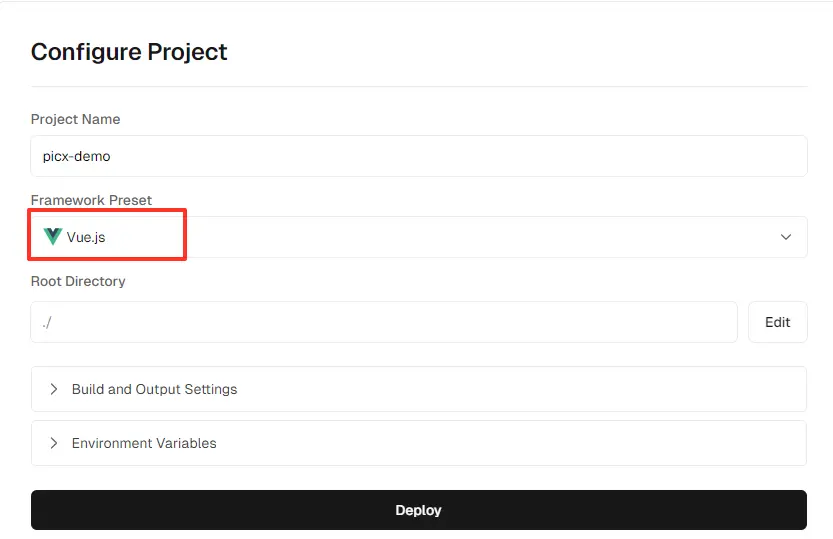 Configure Project
Project Name
picx-demo
Framework Preset
Vue.js
Root Directory
./
Edit
Build and Output Settings
Environment Variables
Deploy